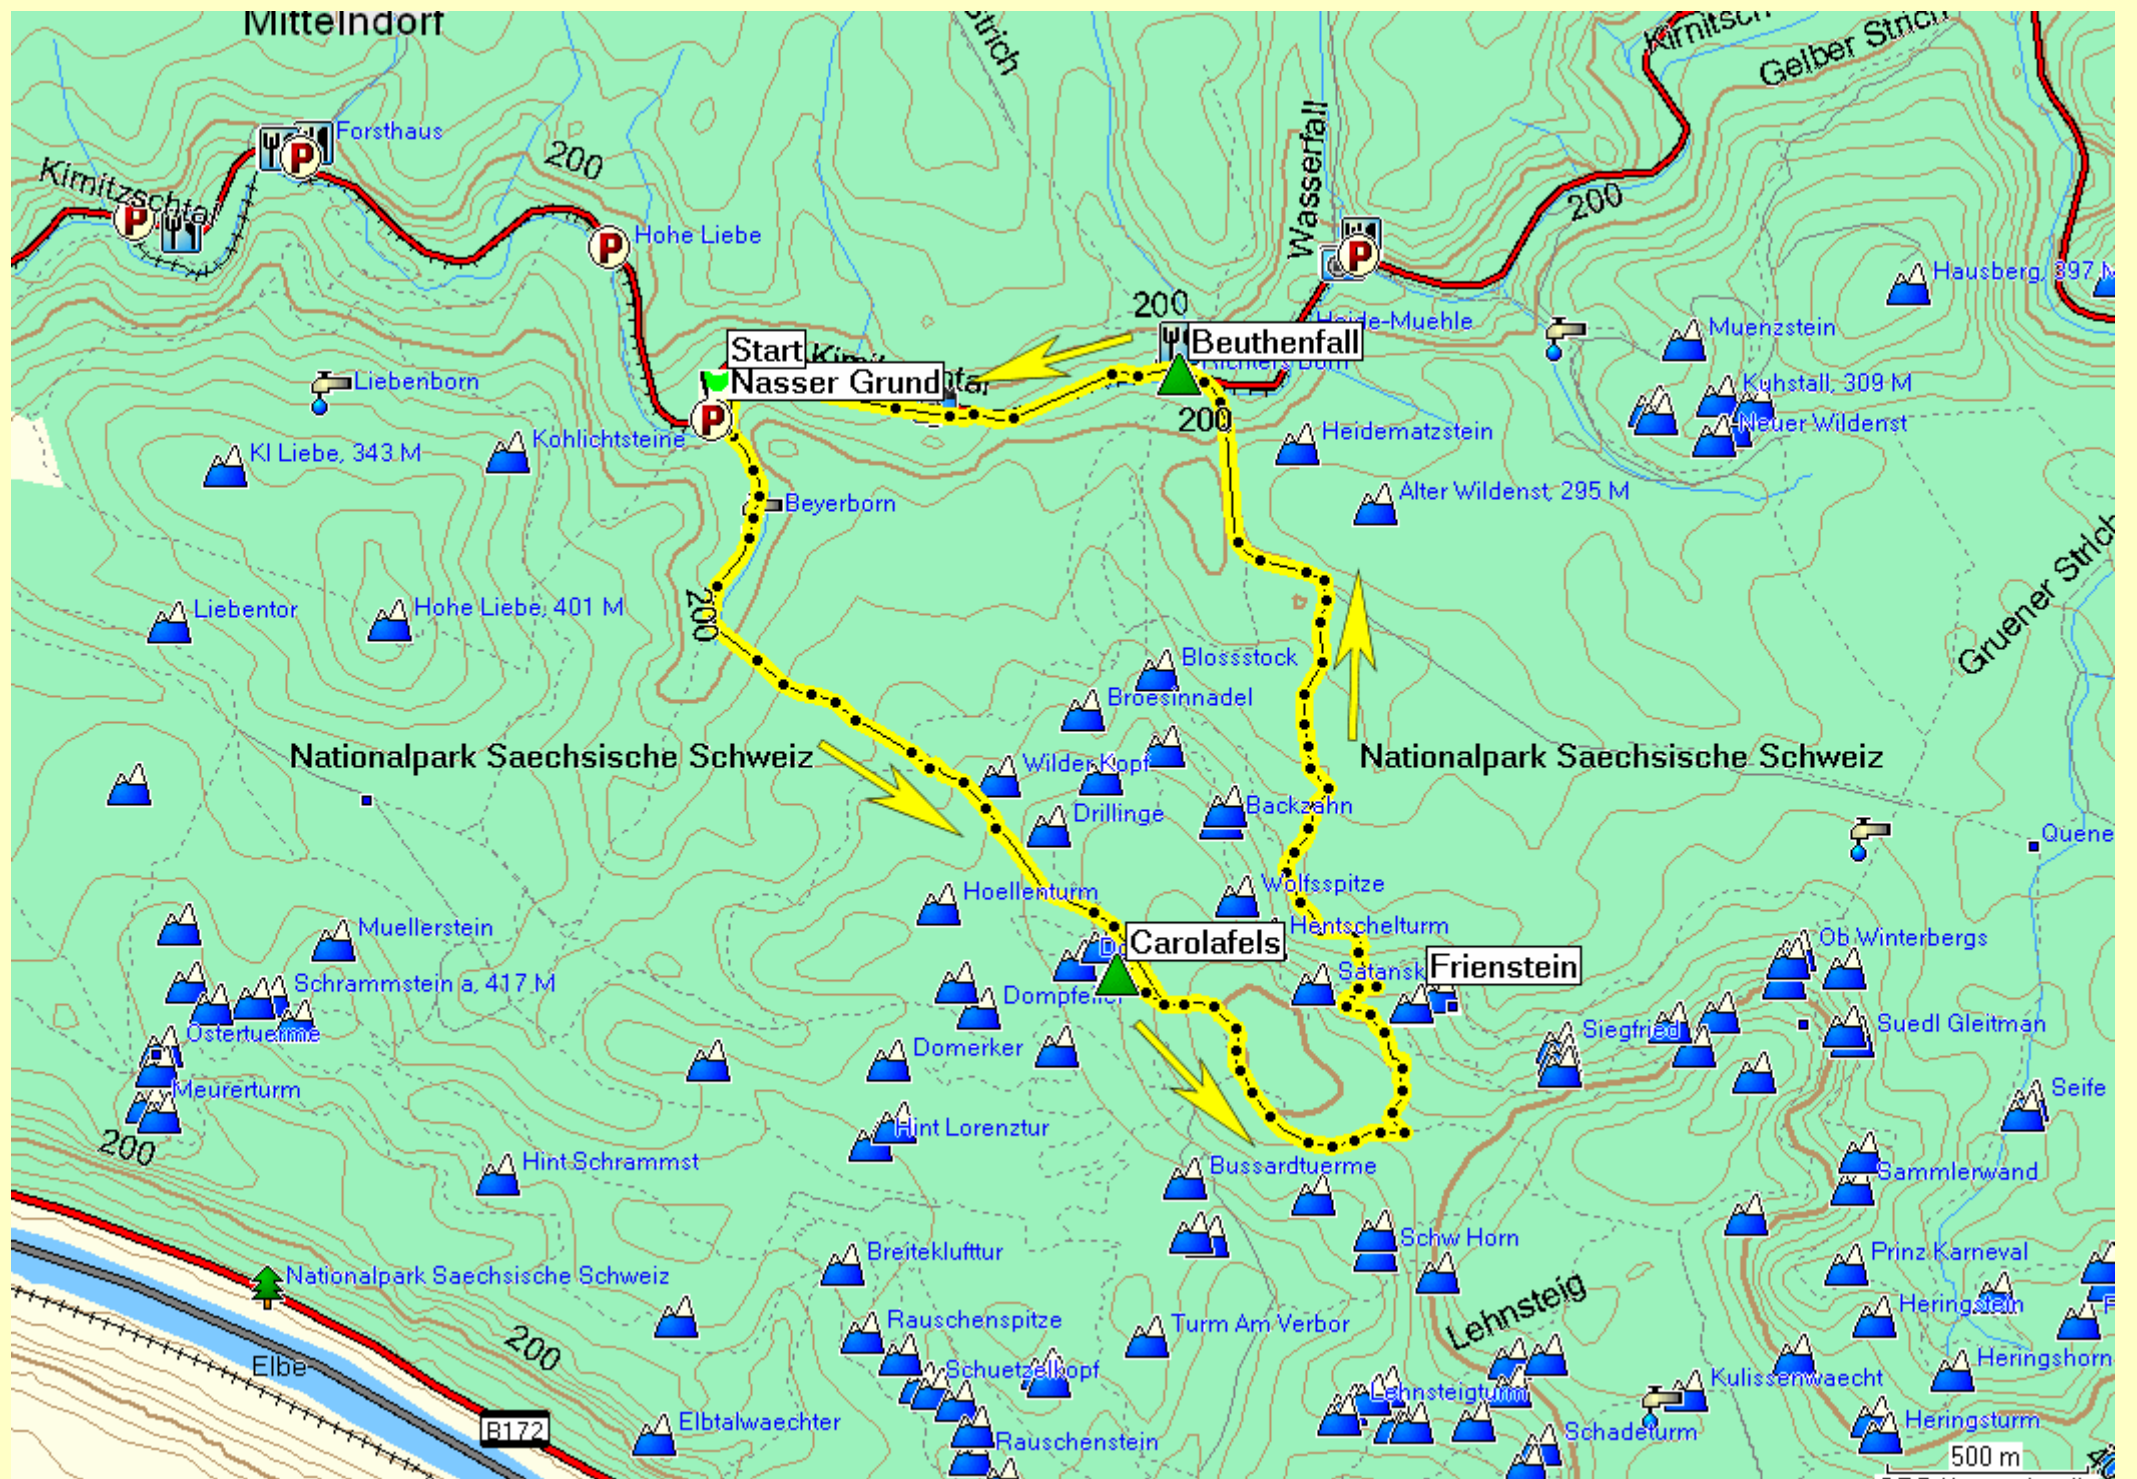 Mittelndorf
Strich
Kirnitsch
Gelber Strich
Forsthaus
200
Kirnitzschtal
Wasserfall
200
Hohe Liebe
Hausberg, 397 M
200
Heide-Muehle
Muenzstein
Start
Beuthenfall
Nasser Grund
Liebenborn
Kuhstall, 309 M
200
Neuer Wildenst
Kohlichtsteine
Heidematzstein
Kl Liebe, 343 M
Alter Wildenst, 295 M
Beyerborn
Gruener Strich
Liebentor
Hohe Liebe, 401 M
200
Blossstock
Broesinnadel
Nationalpark Saechsische Schweiz
Nationalpark Saechsische Schweiz
Wilder Kopf
Backzahn
Drillinge
Quene
Wolfsspitze
Hoellenturm
Hentschelturm
Muellerstein
Carolafels
Ob Winterbergs
Frienstein
Satansk
Schrammstein a, 417 M
Dompfeiler
Ostertuerme
Siegfried
Suedl Gleitman
Domerker
Meurerturm
Seife
Hint Lorenztur
200
Hint Schrammst
Bussardtuerme
Sammlerwand
Schw Horn
Breiteklufttur
Prinz Karneval
Nationalpark Saechsische Schweiz
Lehnsteig
Heringstein
Rauschenspitze
Turm Am Verbor
200
Elbe
Schuetzelkopf
Heringshorn
Kulissenwaecht
Lehnsteigturm
Elbtalwaechter
B172
Heringsturm
Schadeturm
Rauschenstein
500 m